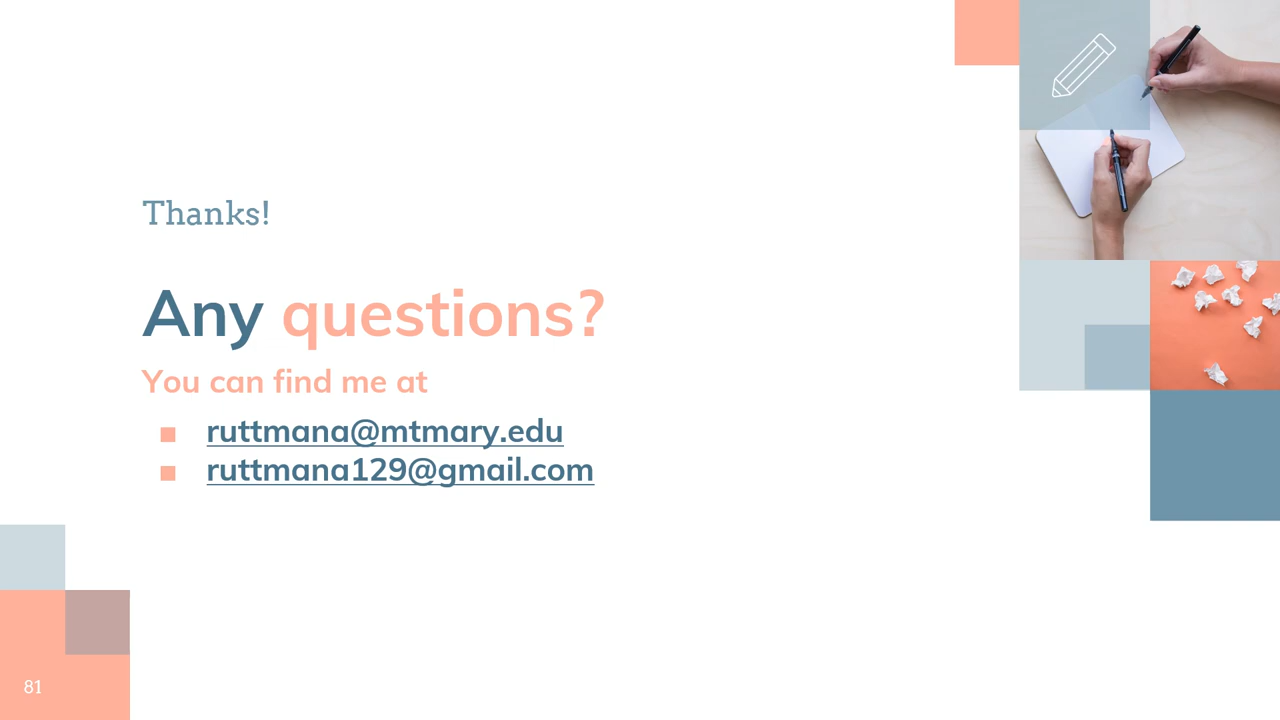 Thanks!
Any questions?
You can find me at
■ ruttmana@mtmary.edu
■ ruttmana129@gmail.com
81